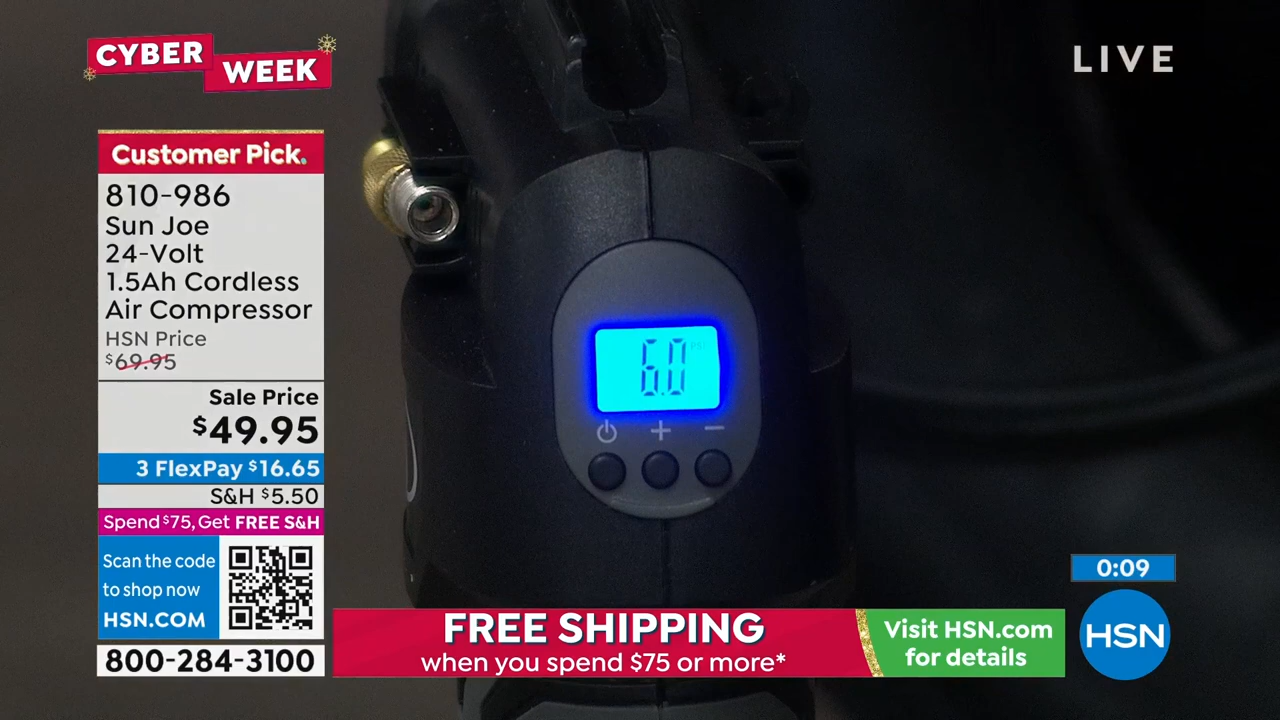 CYBER
WEEK
LIVE
Customer Pick.
810-986
Sun Joe
24-Volt
1.5Ah Cordless
Air Compressor
HSN Price
$69.95
Sale Price
$49.95
3 FlexPay $16.65
S&H $5.50
Spend $75, Get FREE S&H
Scan the code
to shop now
HSN.COM
800-284-3100
6.0 PSI
+
−
FREE SHIPPING
when you spend $75 or more*
Visit HSN.com
for details
0:09
HSN